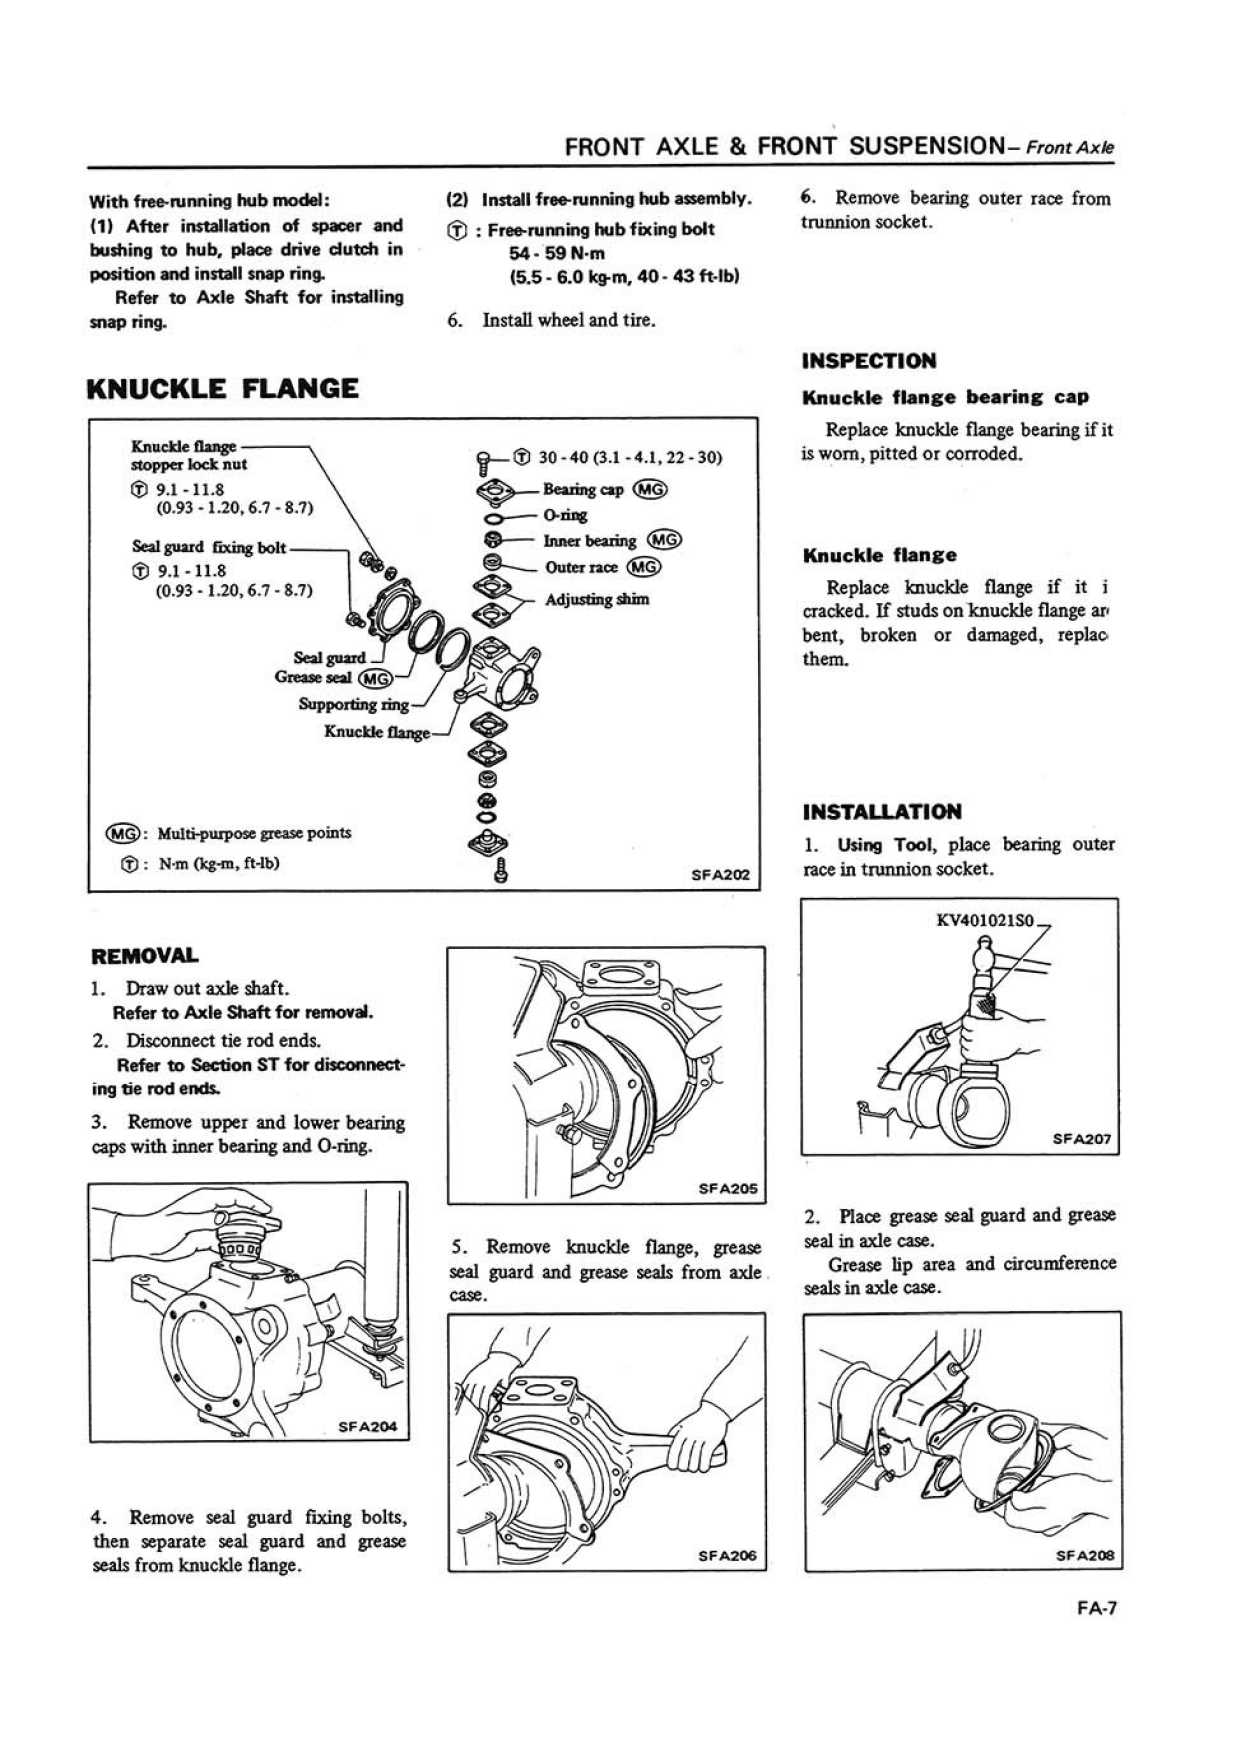 FRONT AXLE & FRONT SUSPENSION– Front Axle
With free-running hub model:
(1) After installation of spacer and
bushing to hub, place drive clutch in
position and install snap ring.
Refer to Axle Shaft for installing
snap ring.
(2) Install free-running hub assembly.
Ⓣ : Free-running hub fixing bolt
54 - 59 N·m
(5.5 - 6.0 kg-m, 40 - 43 ft-lb)
6. Install wheel and tire.
KNUCKLE FLANGE
Knuckle flange
stopper lock nut
Ⓣ 9.1 - 11.8
(0.93 - 1.20, 6.7 - 8.7)
Seal guard fixing bolt
Ⓣ 9.1 - 11.8
(0.93 - 1.20, 6.7 - 8.7)
Seal guard
Grease seal (MG)
Supporting ring
Knuckle flange
Ⓣ 30 - 40 (3.1 - 4.1, 22 - 30)
Bearing cap (MG)
O-ring
Inner bearing (MG)
Outer race (MG)
Adjusting shim
(MG): Multi-purpose grease points
Ⓣ : N·m (kg-m, ft-lb)
SFA202
REMOVAL
1. Draw out axle shaft.
Refer to Axle Shaft for removal.
2. Disconnect tie rod ends.
Refer to Section ST for disconnect-
ing tie rod ends.
3. Remove upper and lower bearing
caps with inner bearing and O-ring.
SFA204
4. Remove seal guard fixing bolts,
then separate seal guard and grease
seals from knuckle flange.
SFA205
5. Remove knuckle flange, grease
seal guard and grease seals from axle
case.
SFA206
6. Remove bearing outer race from
trunnion socket.
INSPECTION
Knuckle flange bearing cap
Replace knuckle flange bearing if it
is worn, pitted or corroded.
Knuckle flange
Replace knuckle flange if it i
cracked. If studs on knuckle flange ar
bent, broken or damaged, replac
them.
INSTALLATION
1. Using Tool, place bearing outer
race in trunnion socket.
KV401021S0
SFA207
2. Place grease seal guard and grease
seal in axle case.
Grease lip area and circumference
seals in axle case.
SFA208
FA-7